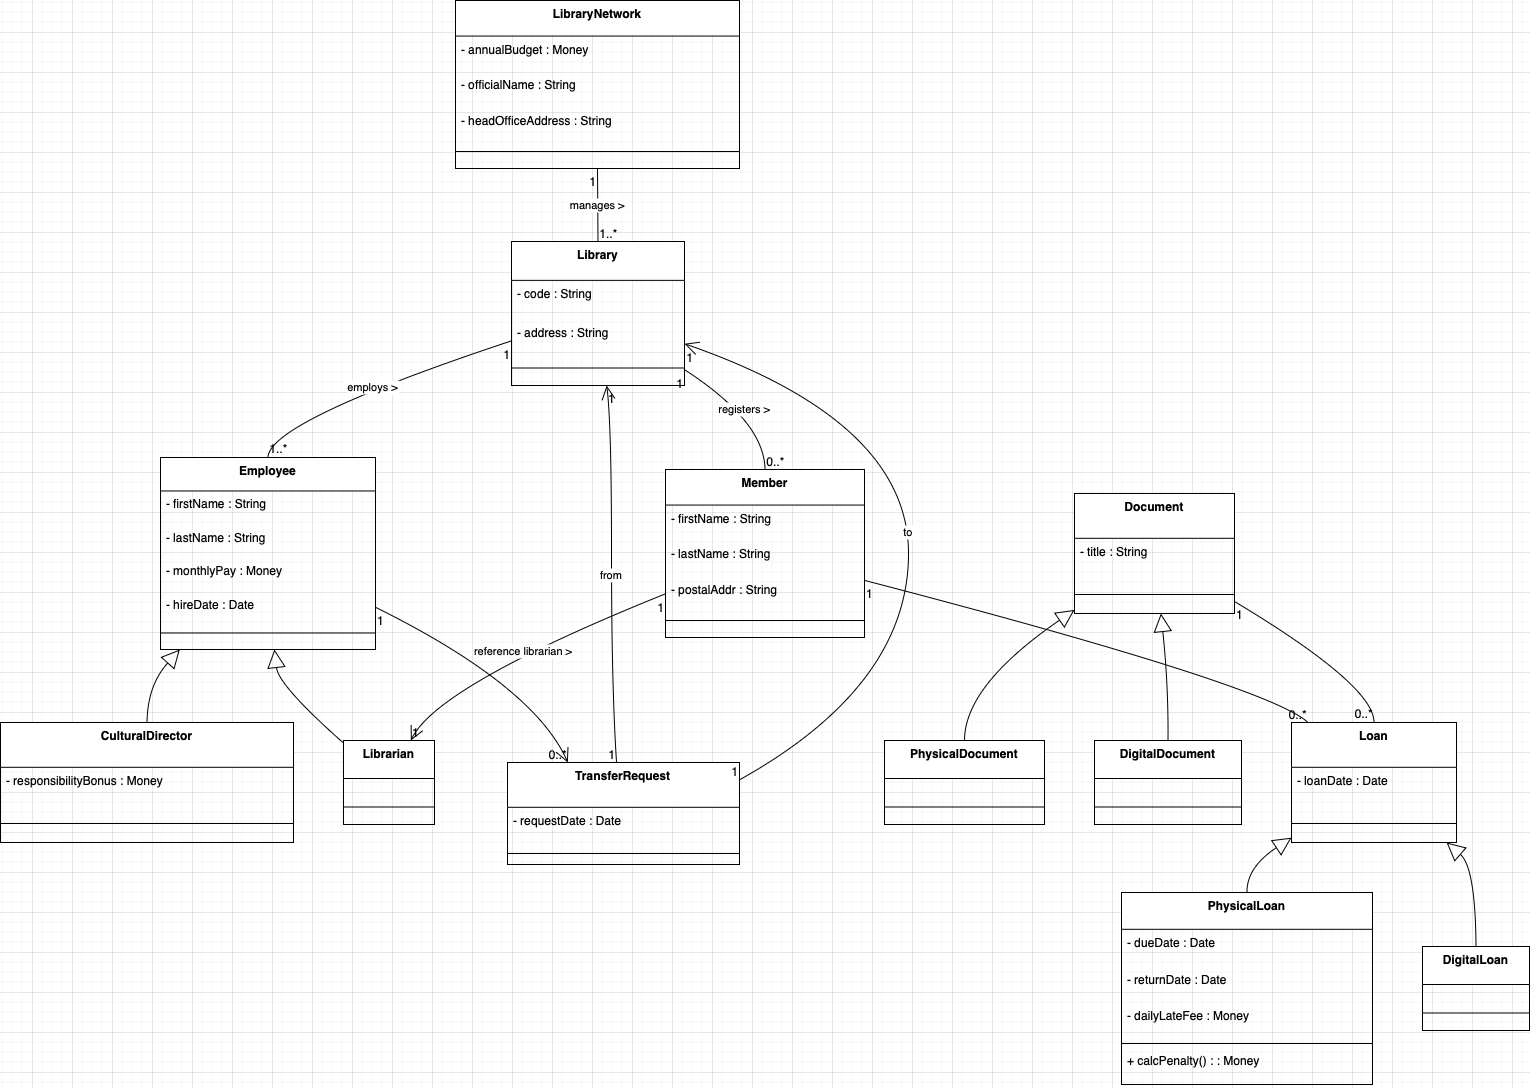 LibraryNetwork
- annualBudget : Money
- officialName : String
- headOfficeAddress : String
1
manages >
1..*
Library
- code : String
- address : String
1
1
1
1
employs >
registers >
1..*
0..*
Employee
- firstName : String
- lastName : String
- monthlyPay : Money
- hireDate : Date
1
Member
- firstName : String
- lastName : String
- postalAddr : String
1
1
to
from
reference librarian >
Document
- title : String
1
CulturalDirector
- responsibilityBonus : Money
1
Librarian
0..*
1
1
TransferRequest
- requestDate : Date
PhysicalDocument
DigitalDocument
0..*
0..*
Loan
- loanDate : Date
PhysicalLoan
- dueDate : Date
- returnDate : Date
- dailyLateFee : Money
+ calcPenalty() : : Money
DigitalLoan